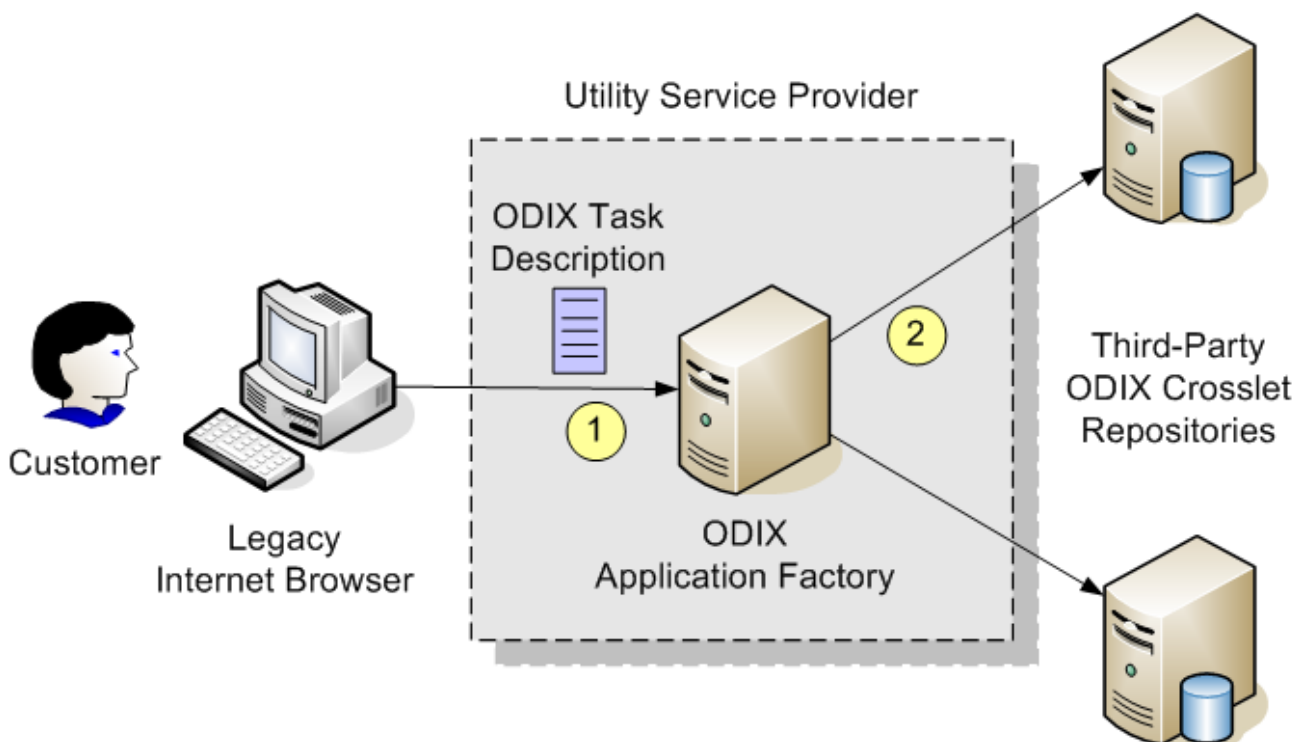 Utility Service Provider
ODIX Task
Description
1
2
Customer
Legacy
Internet Browser
ODIX
Application Factory
Third-Party
ODIX Crosslet
Repositories